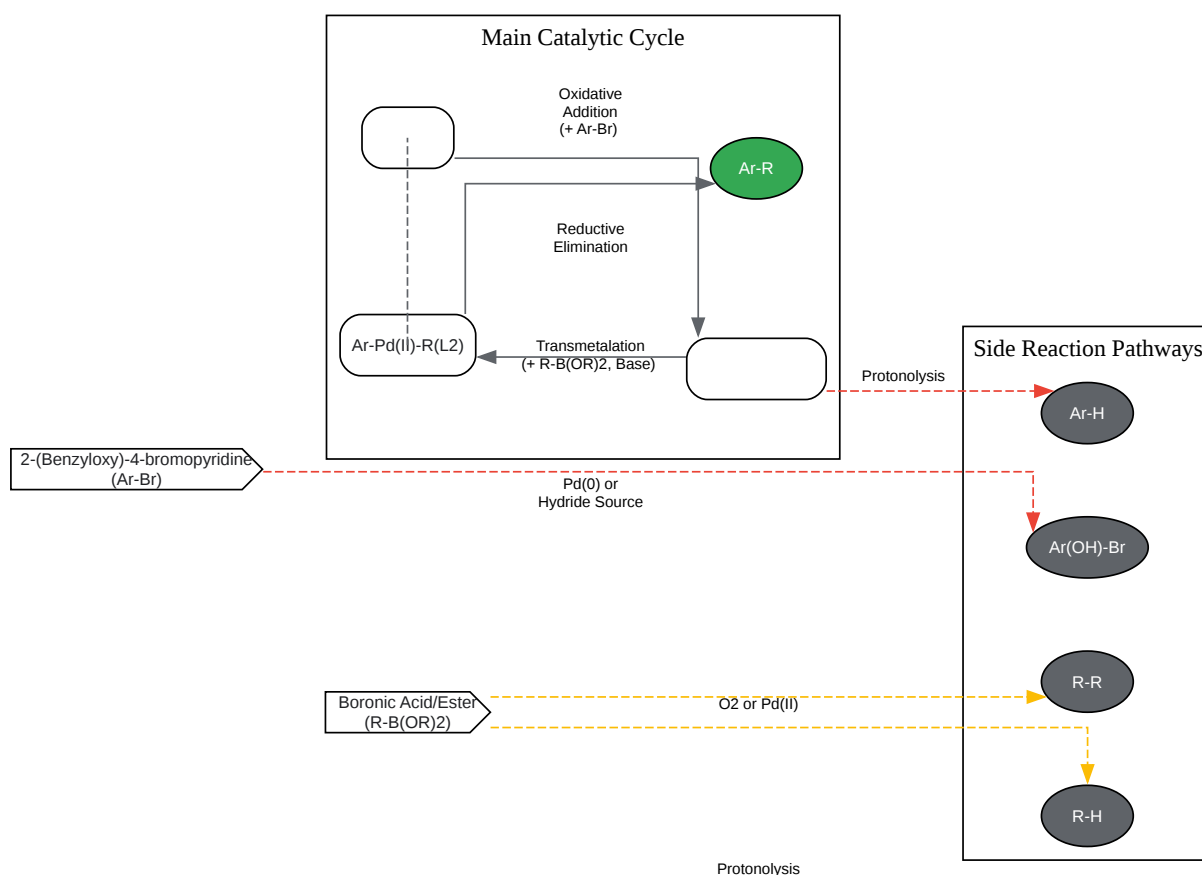 Main Catalytic Cycle
Oxidative
Addition
(+ Ar-Br)
Ar-R
Reductive
Elimination
Ar-Pd(II)-R(L2)
Transmetalation
(+ R-B(OR)2, Base)
Side Reaction Pathways
Protonolysis
Ar-H
2-(Benzyloxy)-4-bromopyridine
(Ar-Br)
Pd(0) or
Hydride Source
Ar(OH)-Br
R-R
Boronic Acid/Ester
(R-B(OR)2)
O2 or Pd(II)
R-H
Protonolysis